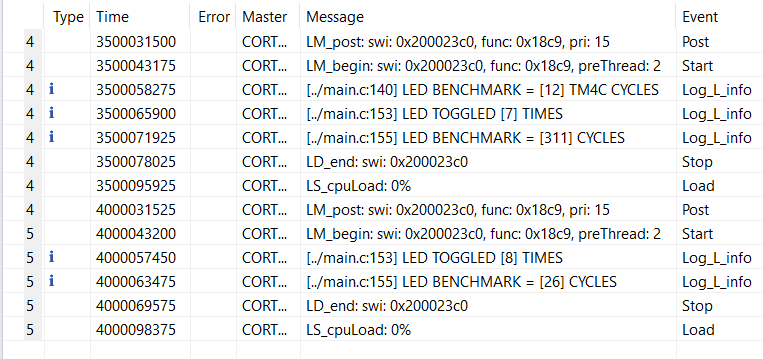 Type Time Error Master Message Event
4 3500031500 CORT... LM_post: swi: 0x200023c0, func: 0x18c9, pri: 15 Post
4 3500043175 CORT... LM_begin: swi: 0x200023c0, func: 0x18c9, preThread: 2 Start
4 i 3500058275 CORT... [../main.c:140] LED BENCHMARK = [12] TM4C CYCLES Log_L_info
4 i 3500065900 CORT... [../main.c:153] LED TOGGLED [7] TIMES Log_L_info
4 i 3500071925 CORT... [../main.c:155] LED BENCHMARK = [311] CYCLES Log_L_info
4 3500078025 CORT... LD_end: swi: 0x200023c0 Stop
4 3500095925 CORT... LS_cpuLoad: 0% Load
4 4000031525 CORT... LM_post: swi: 0x200023c0, func: 0x18c9, pri: 15 Post
5 4000043200 CORT... LM_begin: swi: 0x200023c0, func: 0x18c9, preThread: 2 Start
5 i 4000057450 CORT... [../main.c:153] LED TOGGLED [8] TIMES Log_L_info
5 i 4000063475 CORT... [../main.c:155] LED BENCHMARK = [26] CYCLES Log_L_info
5 4000069575 CORT... LD_end: swi: 0x200023c0 Stop
5 4000098375 CORT... LS_cpuLoad: 0% Load